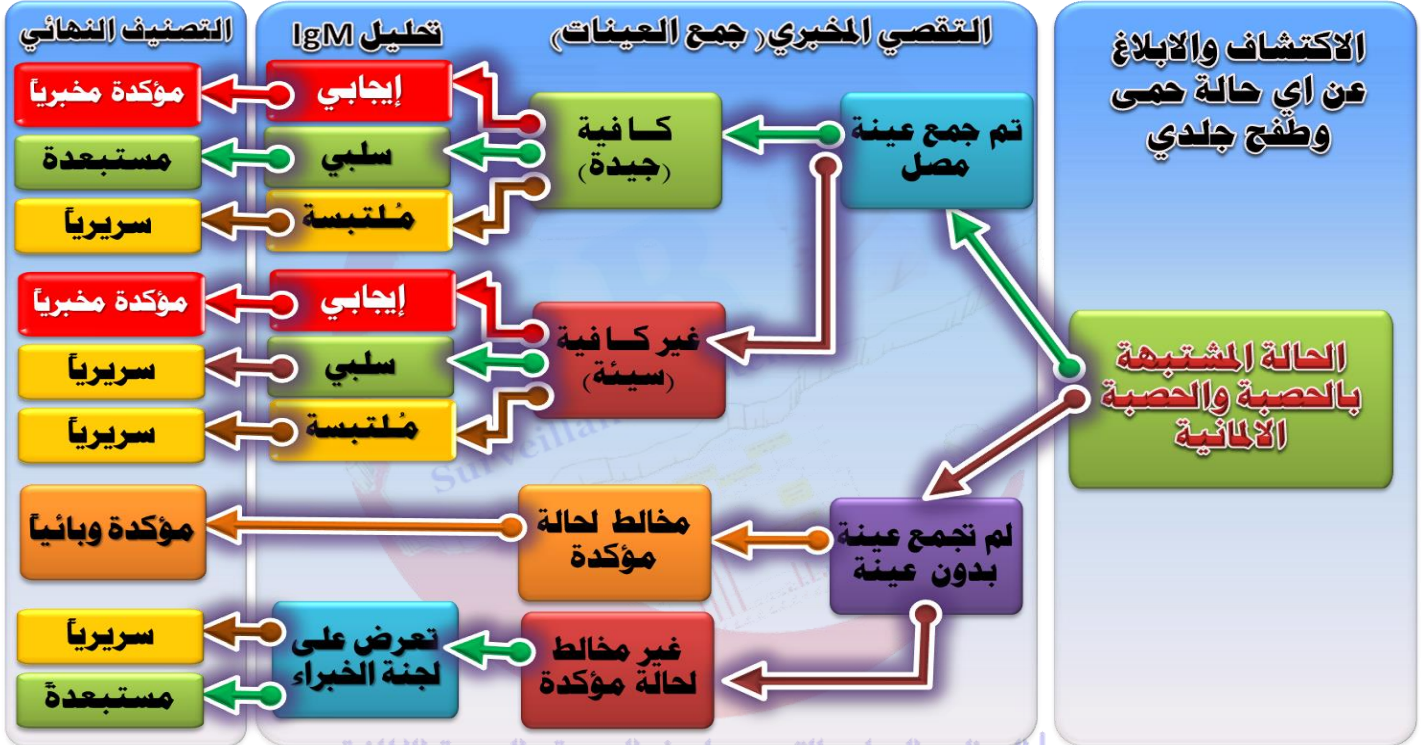 الاكتشاف والابلاغ
عن اي حالة حمى
وطفح جلدي
الحالة المشتبهة
بالحصبة والحصبة
الالمانية
التقصي المخبري( جمع العينات)
تم جمع عينة
مصل
كافية
(جيدة)
غير كافية
(سيئة)
لم تجمع عينة
بدون عينة
مخالط لحالة
مؤكدة
غير مخالط
لحالة مؤكدة
تحليل IgM
إيجابي
سلبي
مُلتبسة
إيجابي
سلبي
مُلتبسة
تعرض على
لجنة الخبراء
التصنيف النهائي
مؤكدة مخبرياً
مستبعدة
سريرياً
مؤكدة مخبرياً
سريرياً
سريرياً
مؤكدة وبائياً
سريرياً
مستبعدة